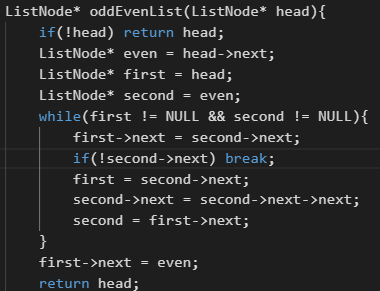 ListNode* oddEvenList(ListNode* head){
    if(!head) return head;
    ListNode* even = head->next;
    ListNode* first = head;
    ListNode* second = even;
    while(first != NULL && second != NULL){
        first->next = second->next;
        if(!second->next) break;
        first = second->next;
        second->next = second->next->next;
        second = first->next;
    }
    first->next = even;
    return head;